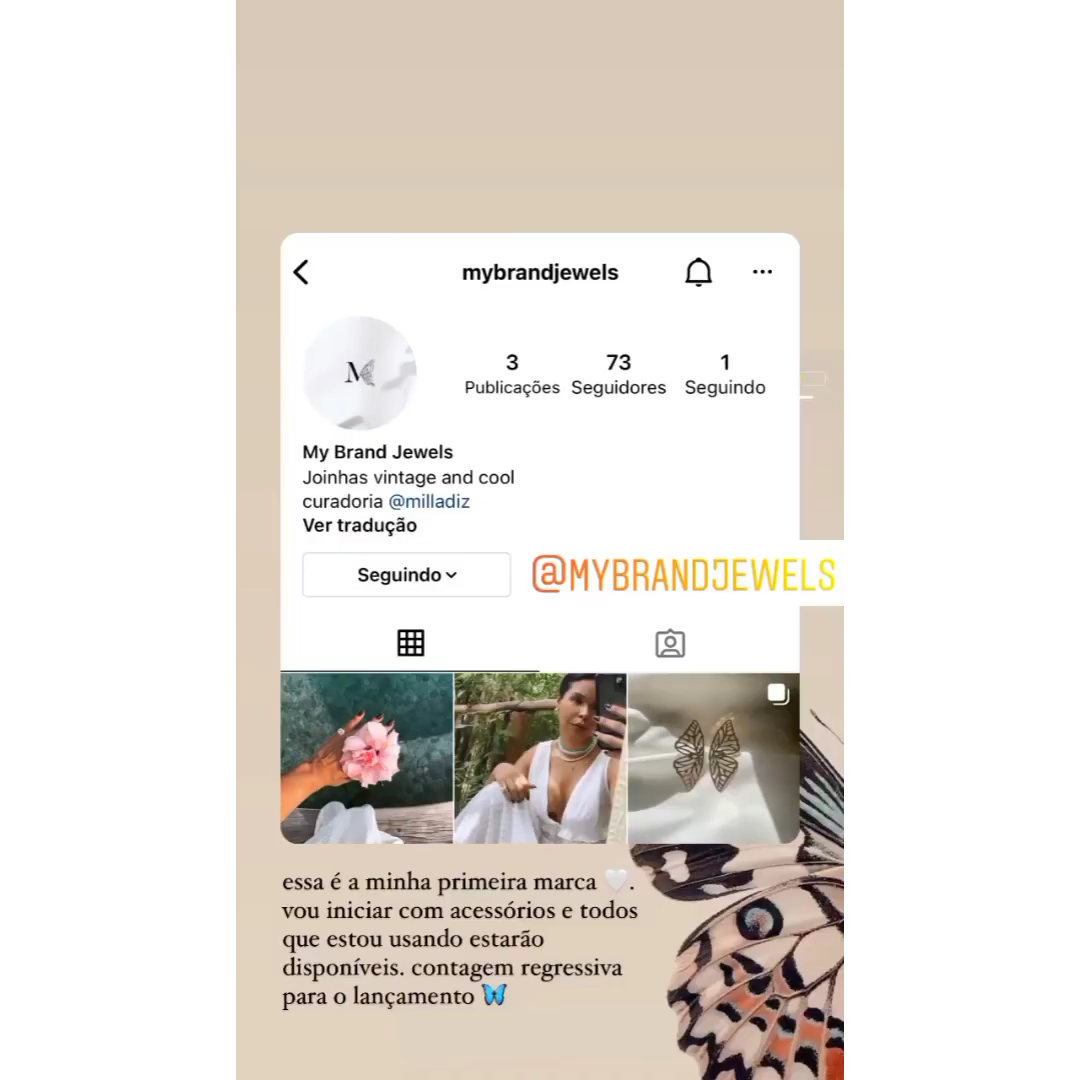 mybrandjewels
M
3 73 1
Publicações Seguidores Seguindo
My Brand Jewels
Joinhas vintage and cool
curadoria @milladiz
Ver tradução
Seguindo
@MYBRANDJEWELS
essa é a minha primeira marca 🤍.
vou iniciar com acessórios e todos
que estou usando estarão
disponíveis. contagem regressiva
para o lançamento 🦋